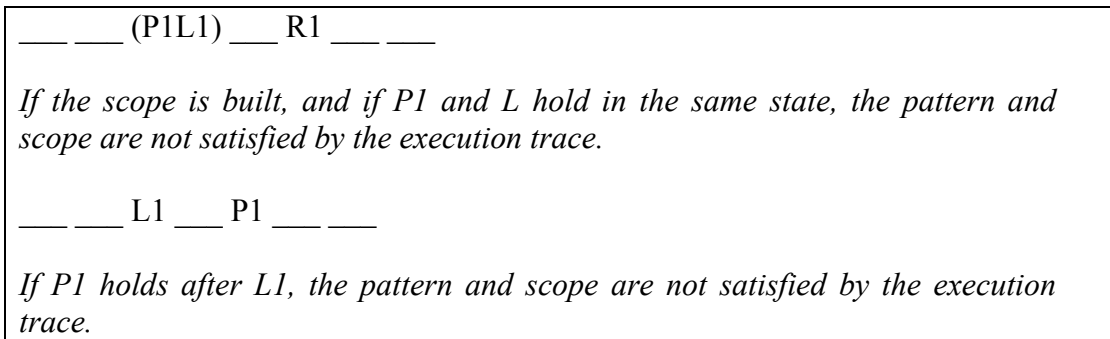 ___ ___ (P1L1) ___ R1 ___ ___
If the scope is built, and if P1 and L hold in the same state, the pattern and
scope are not satisfied by the execution trace.
___ ___ L1 ___ P1 ___ ___
If P1 holds after L1, the pattern and scope are not satisfied by the execution
trace.